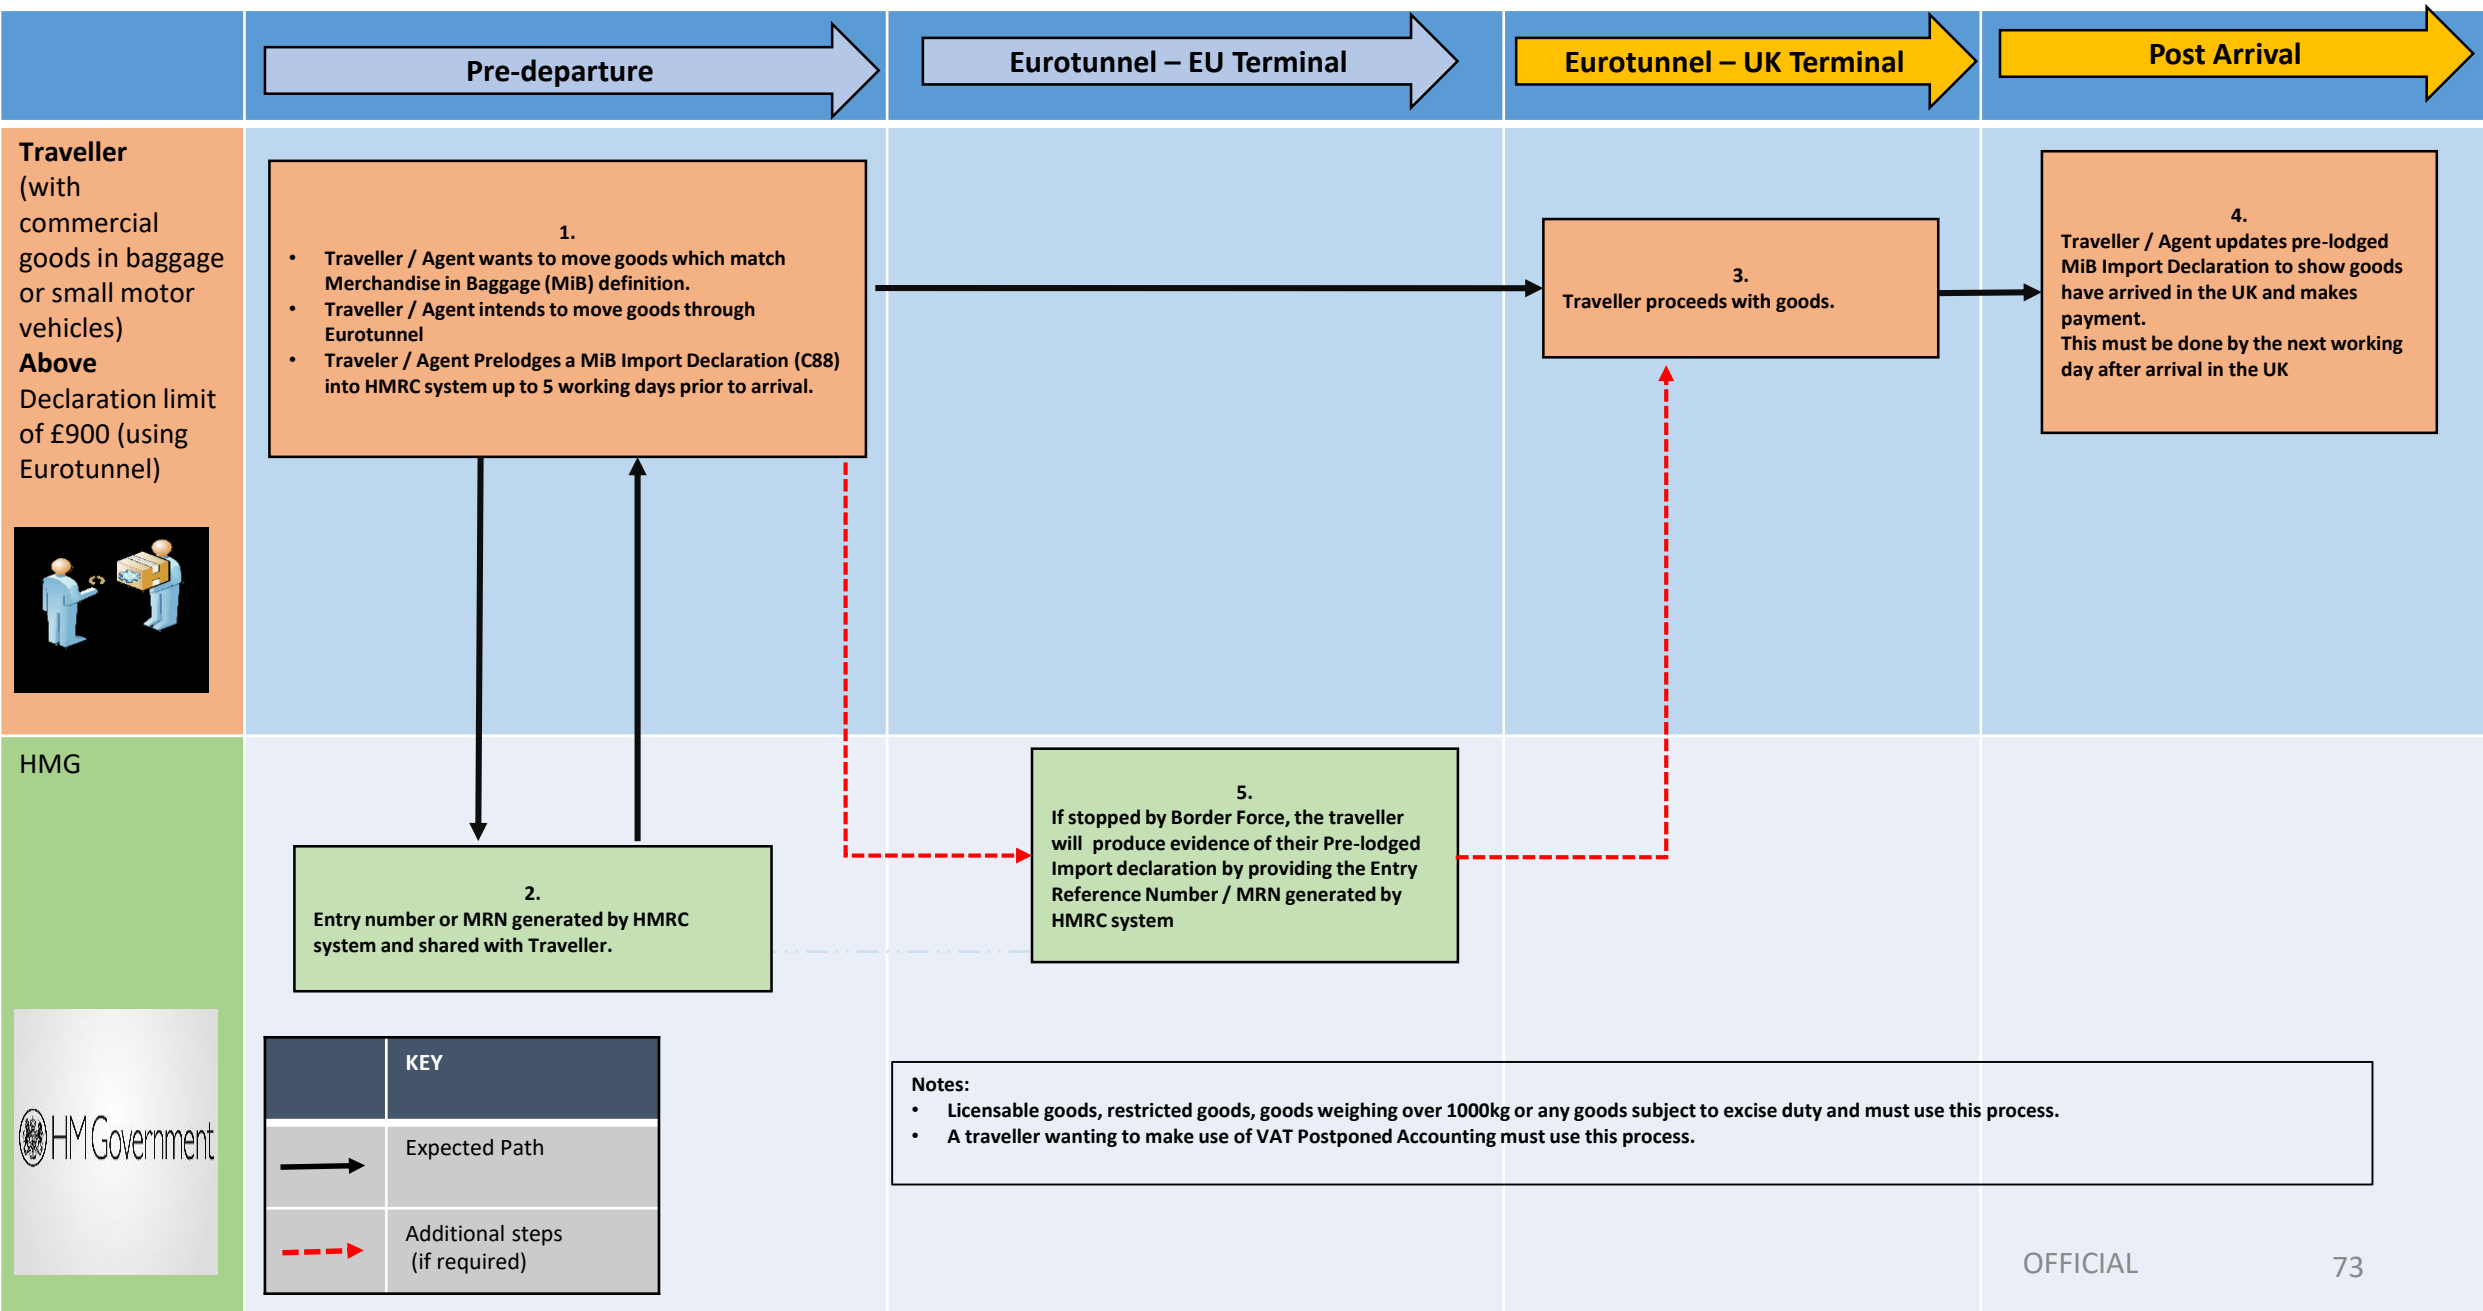 Pre-departure
Eurotunnel – EU Terminal
Eurotunnel – UK Terminal
Post Arrival
Traveller
(with
commercial
goods in baggage
or small motor
vehicles)
Above
Declaration limit
of £900 (using
Eurotunnel)
1.
• Traveller / Agent wants to move goods which match
Merchandise in Baggage (MiB) definition.
• Traveller / Agent intends to move goods through
Eurotunnel
• Traveler / Agent Prelodges a MiB Import Declaration (C88)
into HMRC system up to 5 working days prior to arrival.
3.
Traveller proceeds with goods.
4.
Traveller / Agent updates pre-lodged
MiB Import Declaration to show goods
have arrived in the UK and makes
payment.
This must be done by the next working
day after arrival in the UK
HMG
2.
Entry number or MRN generated by HMRC
system and shared with Traveller.
5.
If stopped by Border Force, the traveller
will  produce evidence of their Pre-lodged
Import declaration by providing the Entry
Reference Number / MRN generated by
HMRC system
HM Government
KEY
Expected Path
Additional steps
(if required)
Notes:
• Licensable goods, restricted goods, goods weighing over 1000kg or any goods subject to excise duty and must use this process.
• A traveller wanting to make use of VAT Postponed Accounting must use this process.
OFFICIAL
73